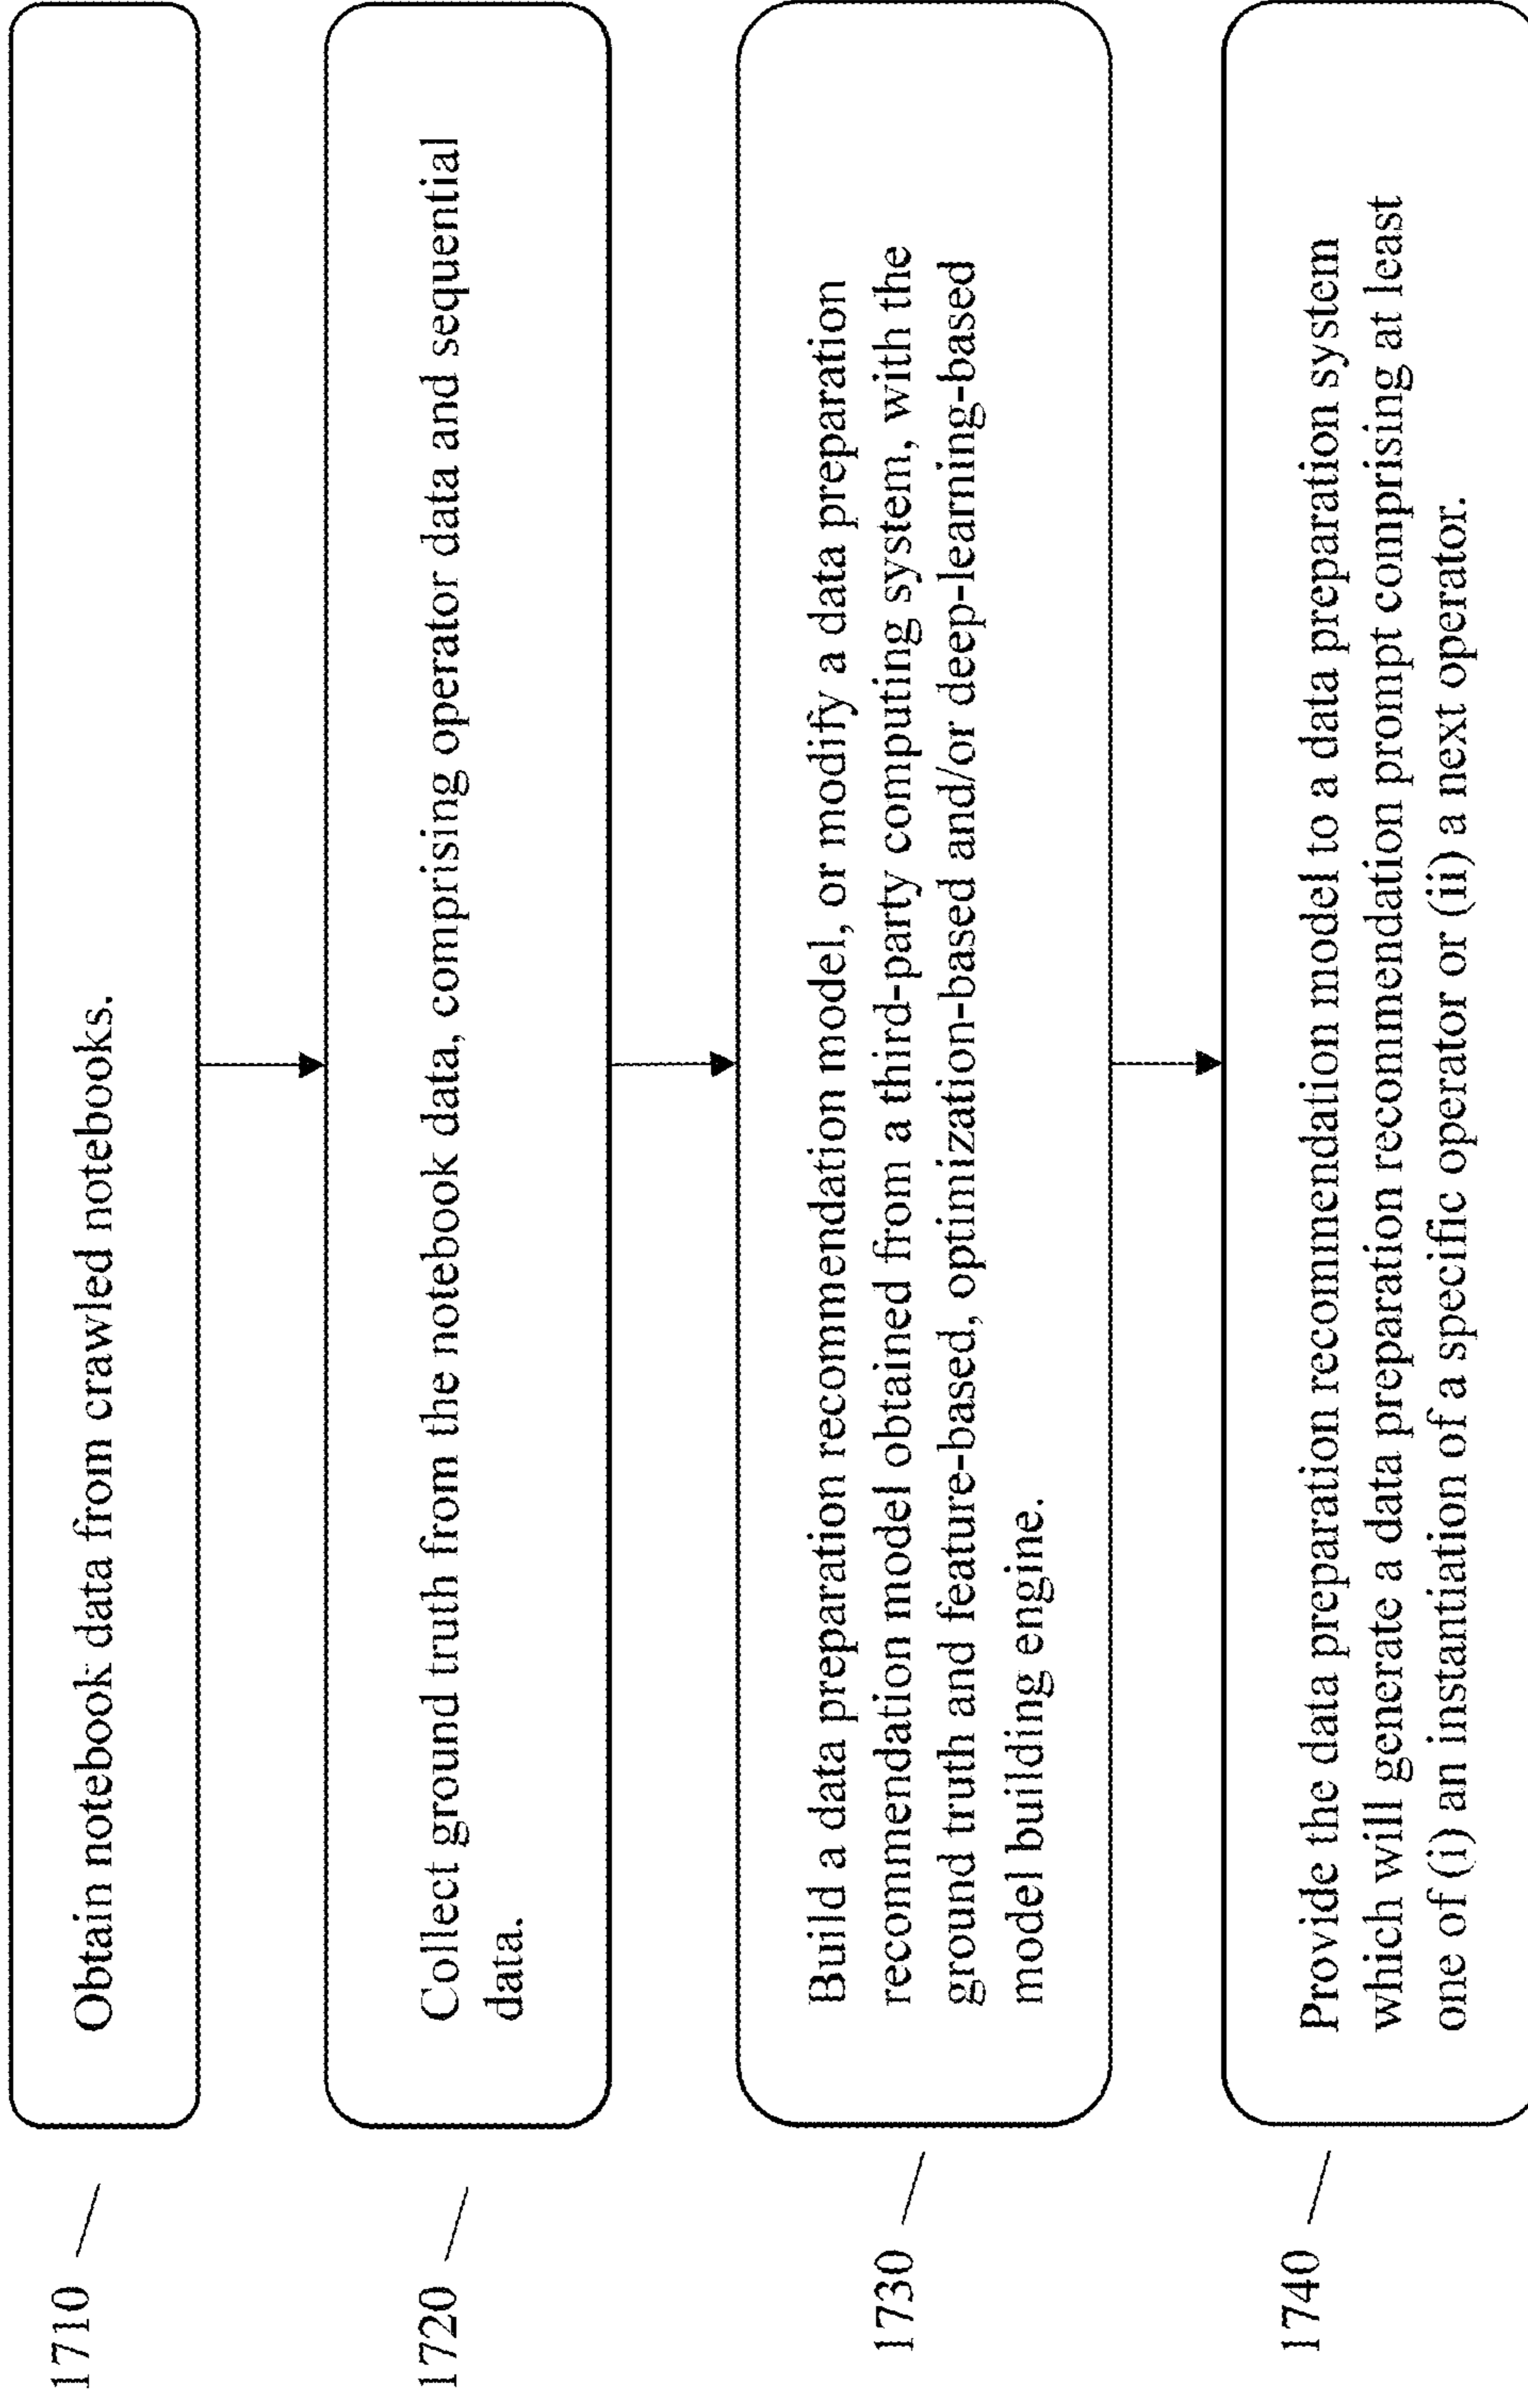 1710
Obtain notebook data from crawled notebooks.
1720
Collect ground truth from the notebook data, comprising operator data and sequential
data.
1730
Build a data preparation recommendation model, or modify a data preparation
recommendation model obtained from a third-party computing system, with the
ground truth and feature-based, optimization-based and/or deep-learning-based
model building engine.
1740
Provide the data preparation recommendation model to a data preparation system
which will generate a data preparation recommendation prompt comprising at least
one of (i) an instantiation of a specific operator or (ii) a next operator.